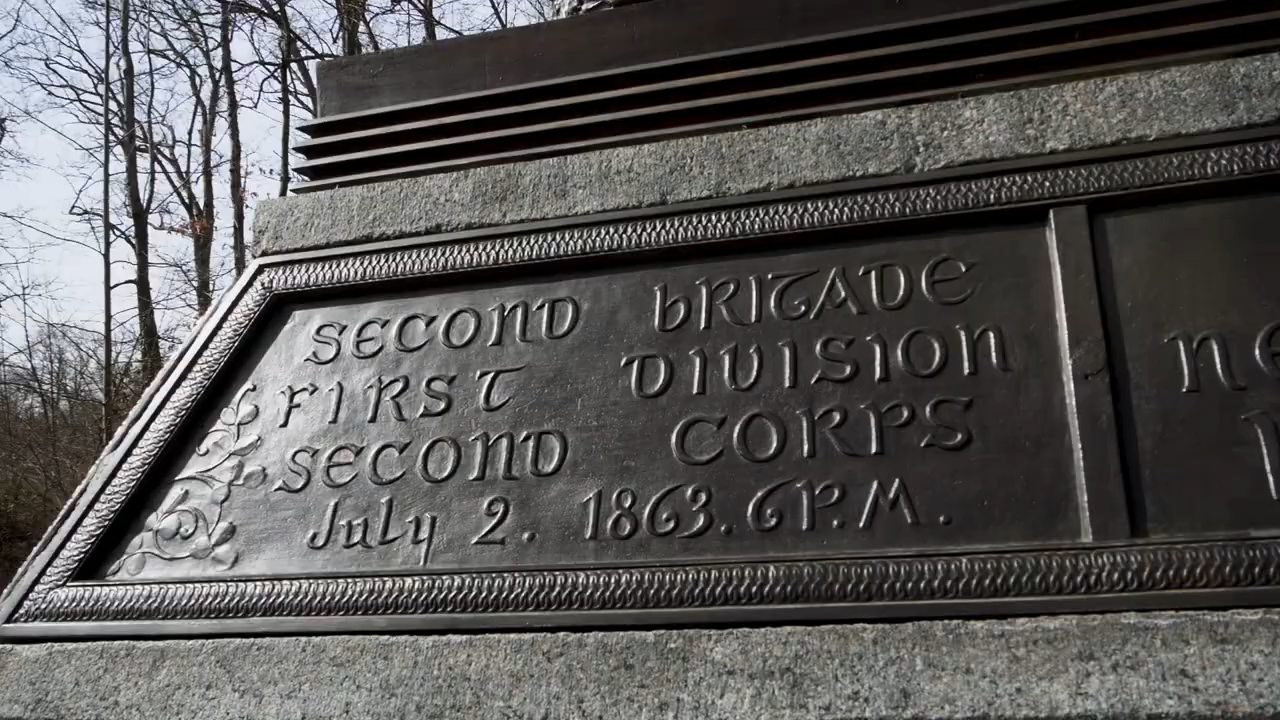 SECOND BRIGADE
FIRST DIVISION
SECOND CORPS
July 2. 1863. 6 P.M.